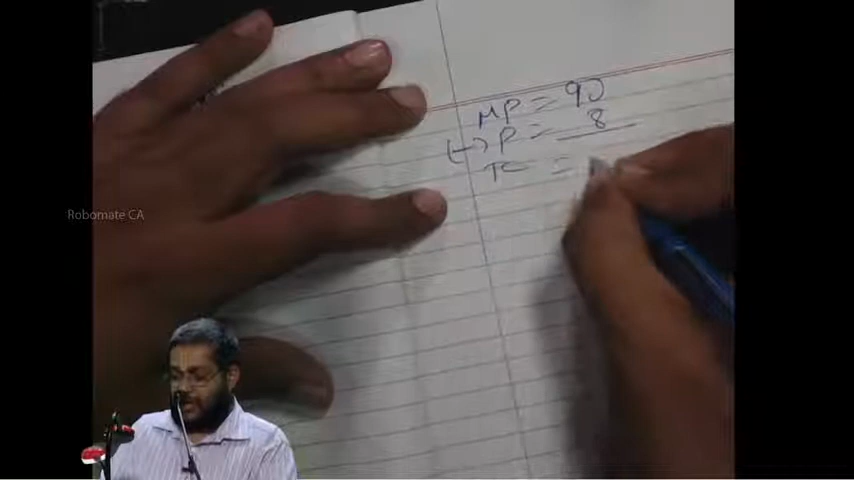 MP = 90
(-) P = 8
TC =
Robomate CA